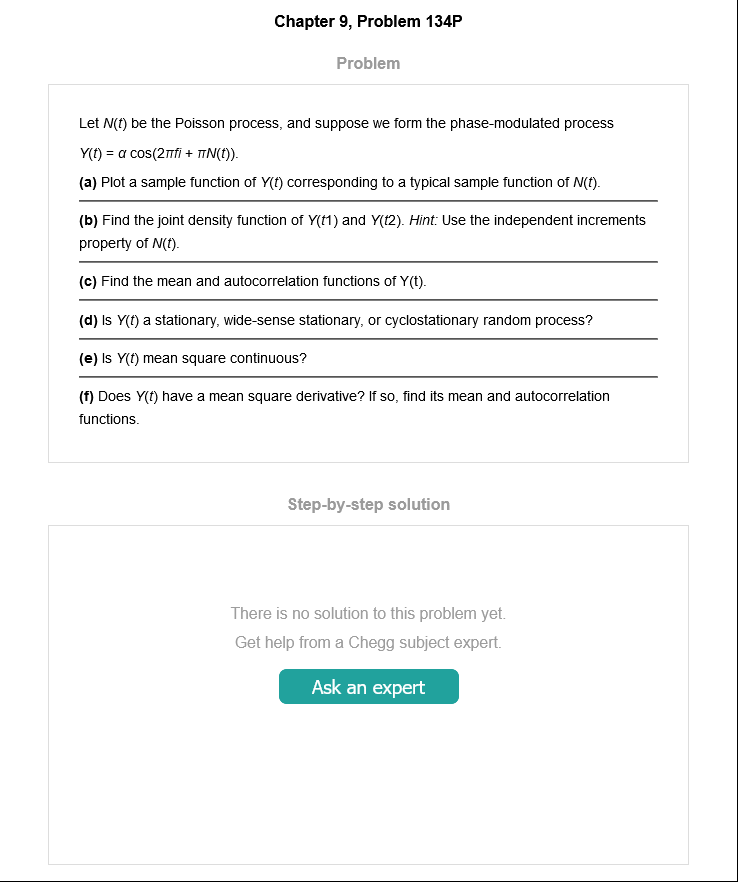 Chapter 9, Problem 134P
Problem
Let N(t) be the Poisson process, and suppose we form the phase-modulated process
Y(t) = α cos(2πfi + πN(t)).
(a) Plot a sample function of Y(t) corresponding to a typical sample function of N(t).
(b) Find the joint density function of Y(t1) and Y(t2). Hint: Use the independent increments
property of N(t).
(c) Find the mean and autocorrelation functions of Y(t).
(d) Is Y(t) a stationary, wide-sense stationary, or cyclostationary random process?
(e) Is Y(t) mean square continuous?
(f) Does Y(t) have a mean square derivative? If so, find its mean and autocorrelation
functions.
Step-by-step solution
There is no solution to this problem yet.
Get help from a Chegg subject expert.
Ask an expert